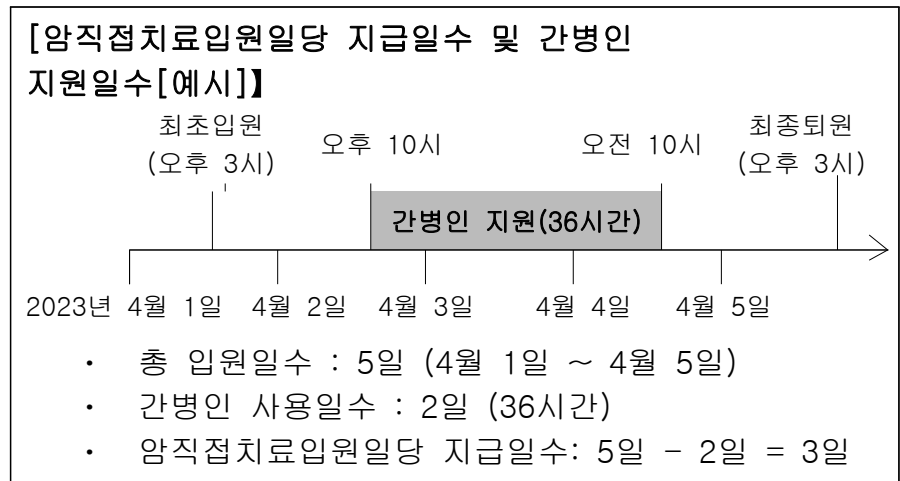 [암직접치료입원일당 지급일수 및 간병인
지원일수[예시]】
최초입원
(오후 3시)
오후 10시
오전 10시
최종퇴원
(오후 3시)
간병인 지원(36시간)
2023년 4월 1일 4월 2일 4월 3일 4월 4일 4월 5일
· 총 입원일수 : 5일 (4월 1일 ~ 4월 5일)
· 간병인 사용일수 : 2일 (36시간)
· 암직접치료입원일당 지급일수: 5일 - 2일 = 3일